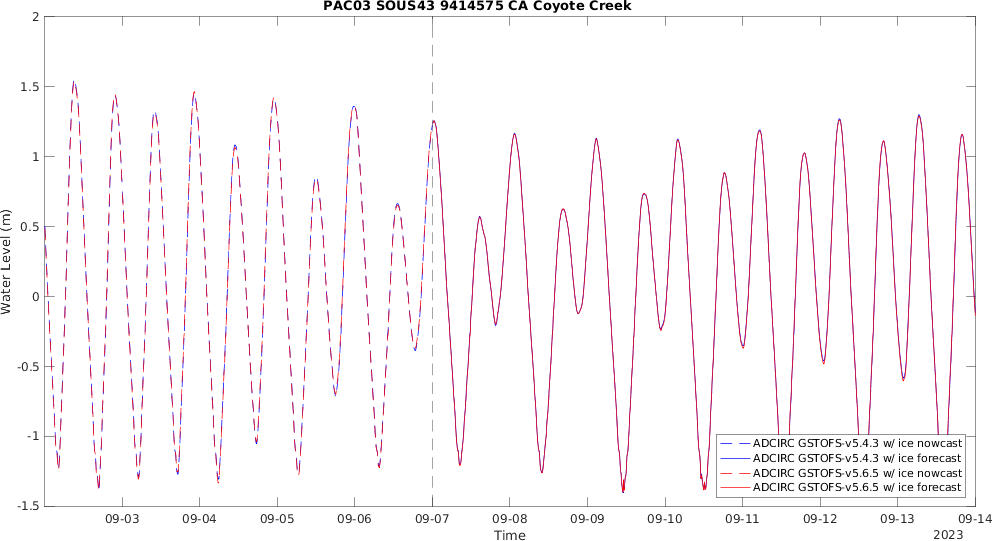 PAC03 SOUS43 9414575 CA Coyote Creek
2
1.5
1
0.5
0
-0.5
-1
-1.5
Water Level (m)
ADCIRC GSTOFS-v5.4.3 w/ ice nowcast
ADCIRC GSTOFS-v5.4.3 w/ ice forecast
ADCIRC GSTOFS-v5.6.5 w/ ice nowcast
ADCIRC GSTOFS-v5.6.5 w/ ice forecast
09-03 09-04 09-05 09-06 09-07 09-08 09-09 09-10 09-11 09-12 09-13 09-14
Time
2023